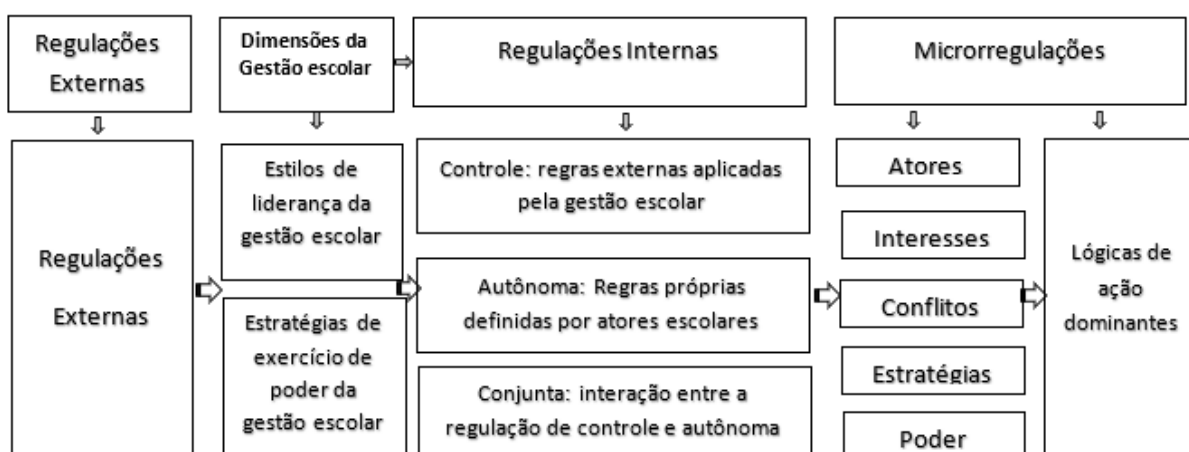 Regulações
Externas
Dimensões da
Gestão escolar
Regulações Internas
Microrregulações
Regulações
Externas
Estilos de
liderança da
gestão escolar
Estratégias de
exercício de
poder da
gestão escolar
Controle: regras externas aplicadas
pela gestão escolar
Autônoma: Regras próprias
definidas por atores escolares
Conjunta: interação entre a
regulação de controle e autônoma
Atores
Interesses
Conflitos
Estratégias
Poder
Lógicas de
ação
dominantes